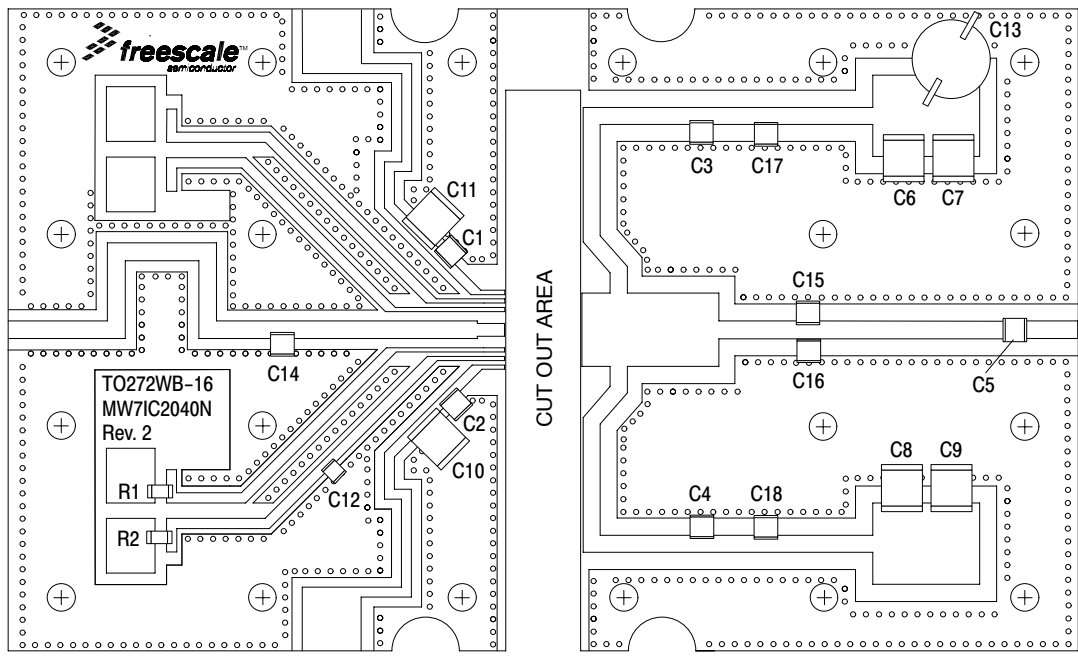 freescale™
semiconductor
C13
C3
C17
C6
C7
C11
C1
C15
C14
C16
C5
CUT OUT AREA
TO272WB-16
MW7IC2040N
Rev. 2
C2
C10
C12
R1
R2
C8
C9
C4
C18